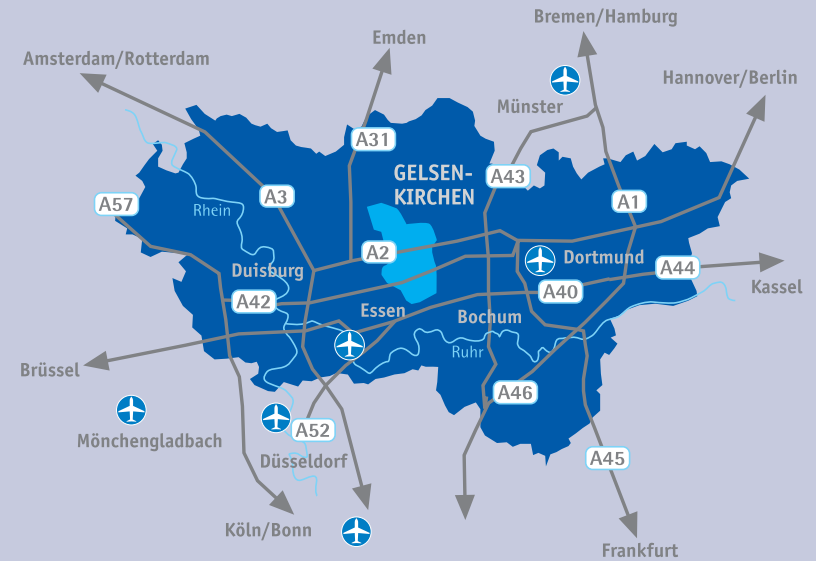 Bremen/Hamburg
Emden
Amsterdam/Rotterdam
Hannover/Berlin
Münster
A31
GELSEN-
KIRCHEN
A43
A3
A57
A1
Rhein
A2
Dortmund
Duisburg
A44
Kassel
A42
A40
Essen
Bochum
Ruhr
Brüssel
A46
Mönchengladbach
A52
Düsseldorf
A45
Köln/Bonn
Frankfurt